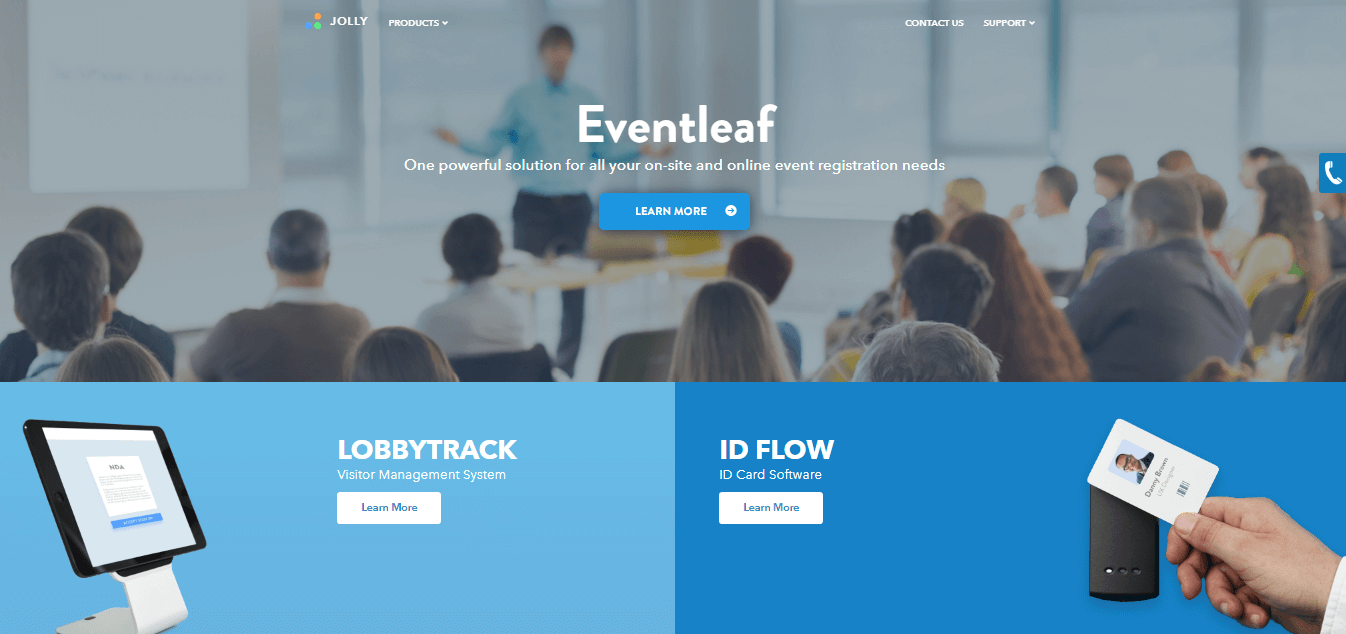 JOLLY
PRODUCTS
CONTACT US
SUPPORT
Eventleaf
One powerful solution for all your on-site and online event registration needs
LEARN MORE
LOBBYTRACK
Visitor Management System
Learn More
ID FLOW
ID Card Software
Learn More
NDA
Danny Brown